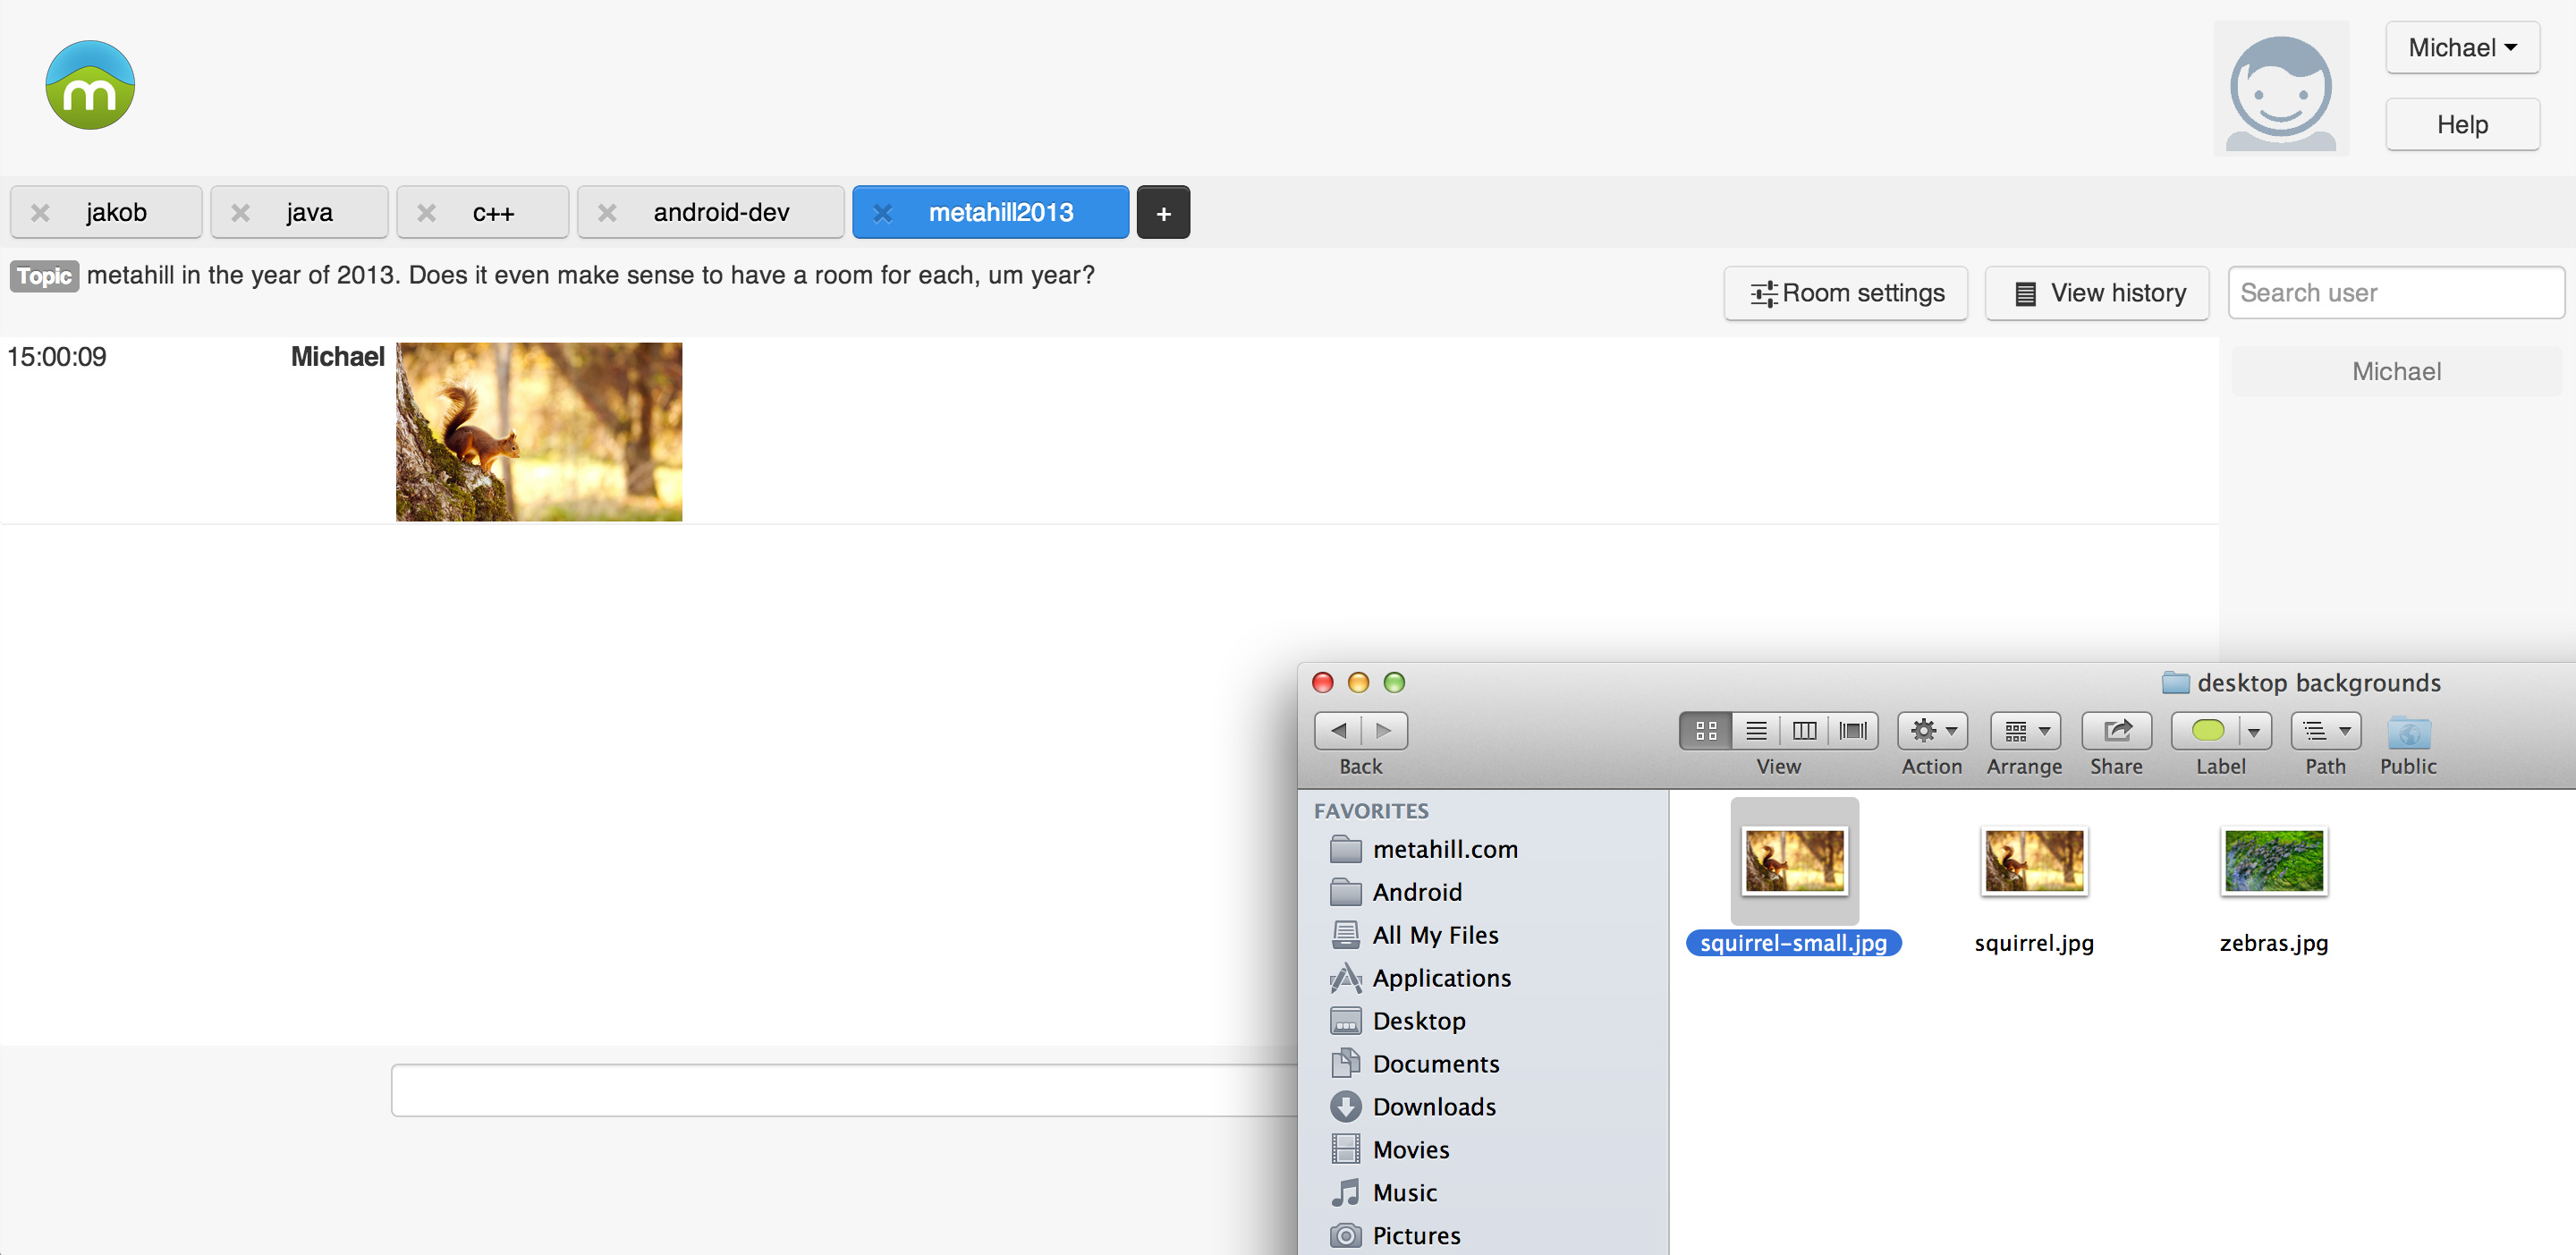 m
Michael
Help
jakob
java
c++
android-dev
metahill2013
+
Topic metahill in the year of 2013. Does it even make sense to have a room for each, um year?
Room settings
View history
Search user
15:00:09 Michael
Michael
desktop backgrounds
Back
View
Action
Arrange
Share
Label
Path
Public
FAVORITES
metahill.com
Android
All My Files
Applications
Desktop
Documents
Downloads
Movies
Music
Pictures
squirrel-small.jpg
squirrel.jpg
zebras.jpg